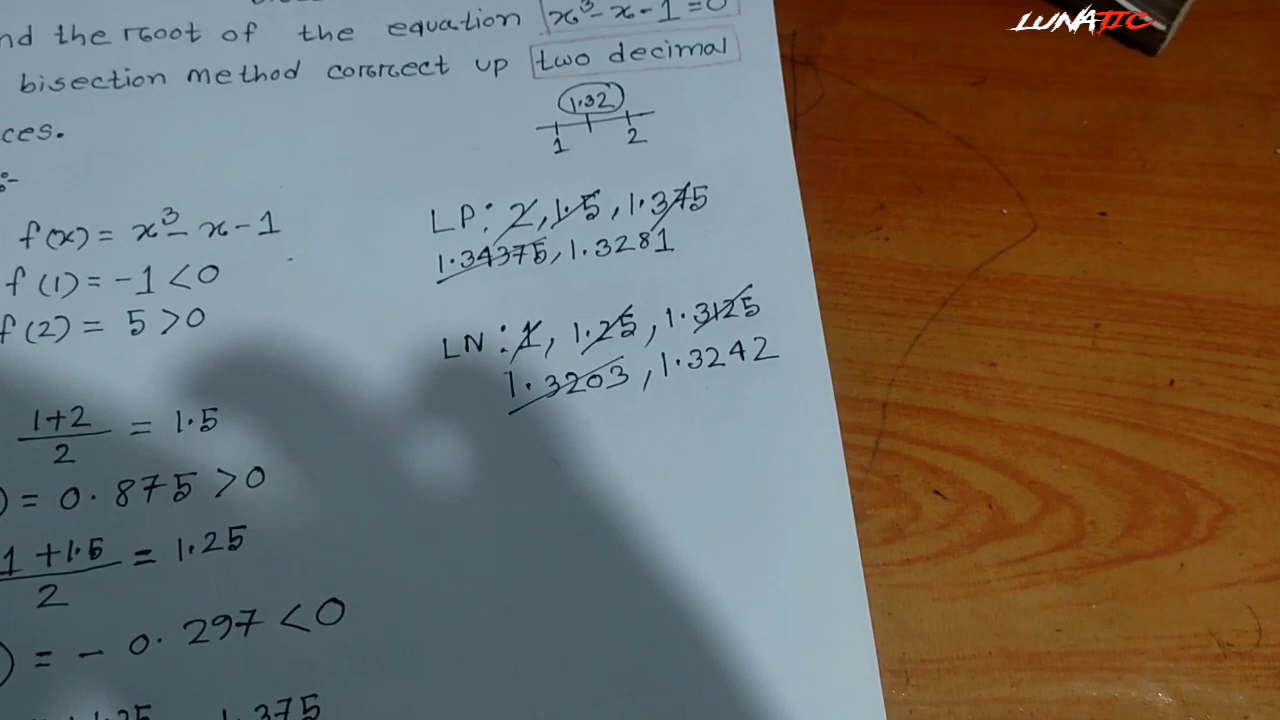 nd the root of the equation x³-x-1=0
bisection method correct up two decimal
ces.
1.32
1 2
f(x) = x³- x-1
f(1) = -1 <0
f(2) = 5 >0
LP: 2, 1.5, 1.375
1.34375, 1.3281
LN: 1, 1.25, 1.3125
1.3203, 1.3242
1+2
2
= 1.5
) = 0.875 >0
1+1.5
2
= 1.25
) = - 0.297 <0
1.375
LUNATIC